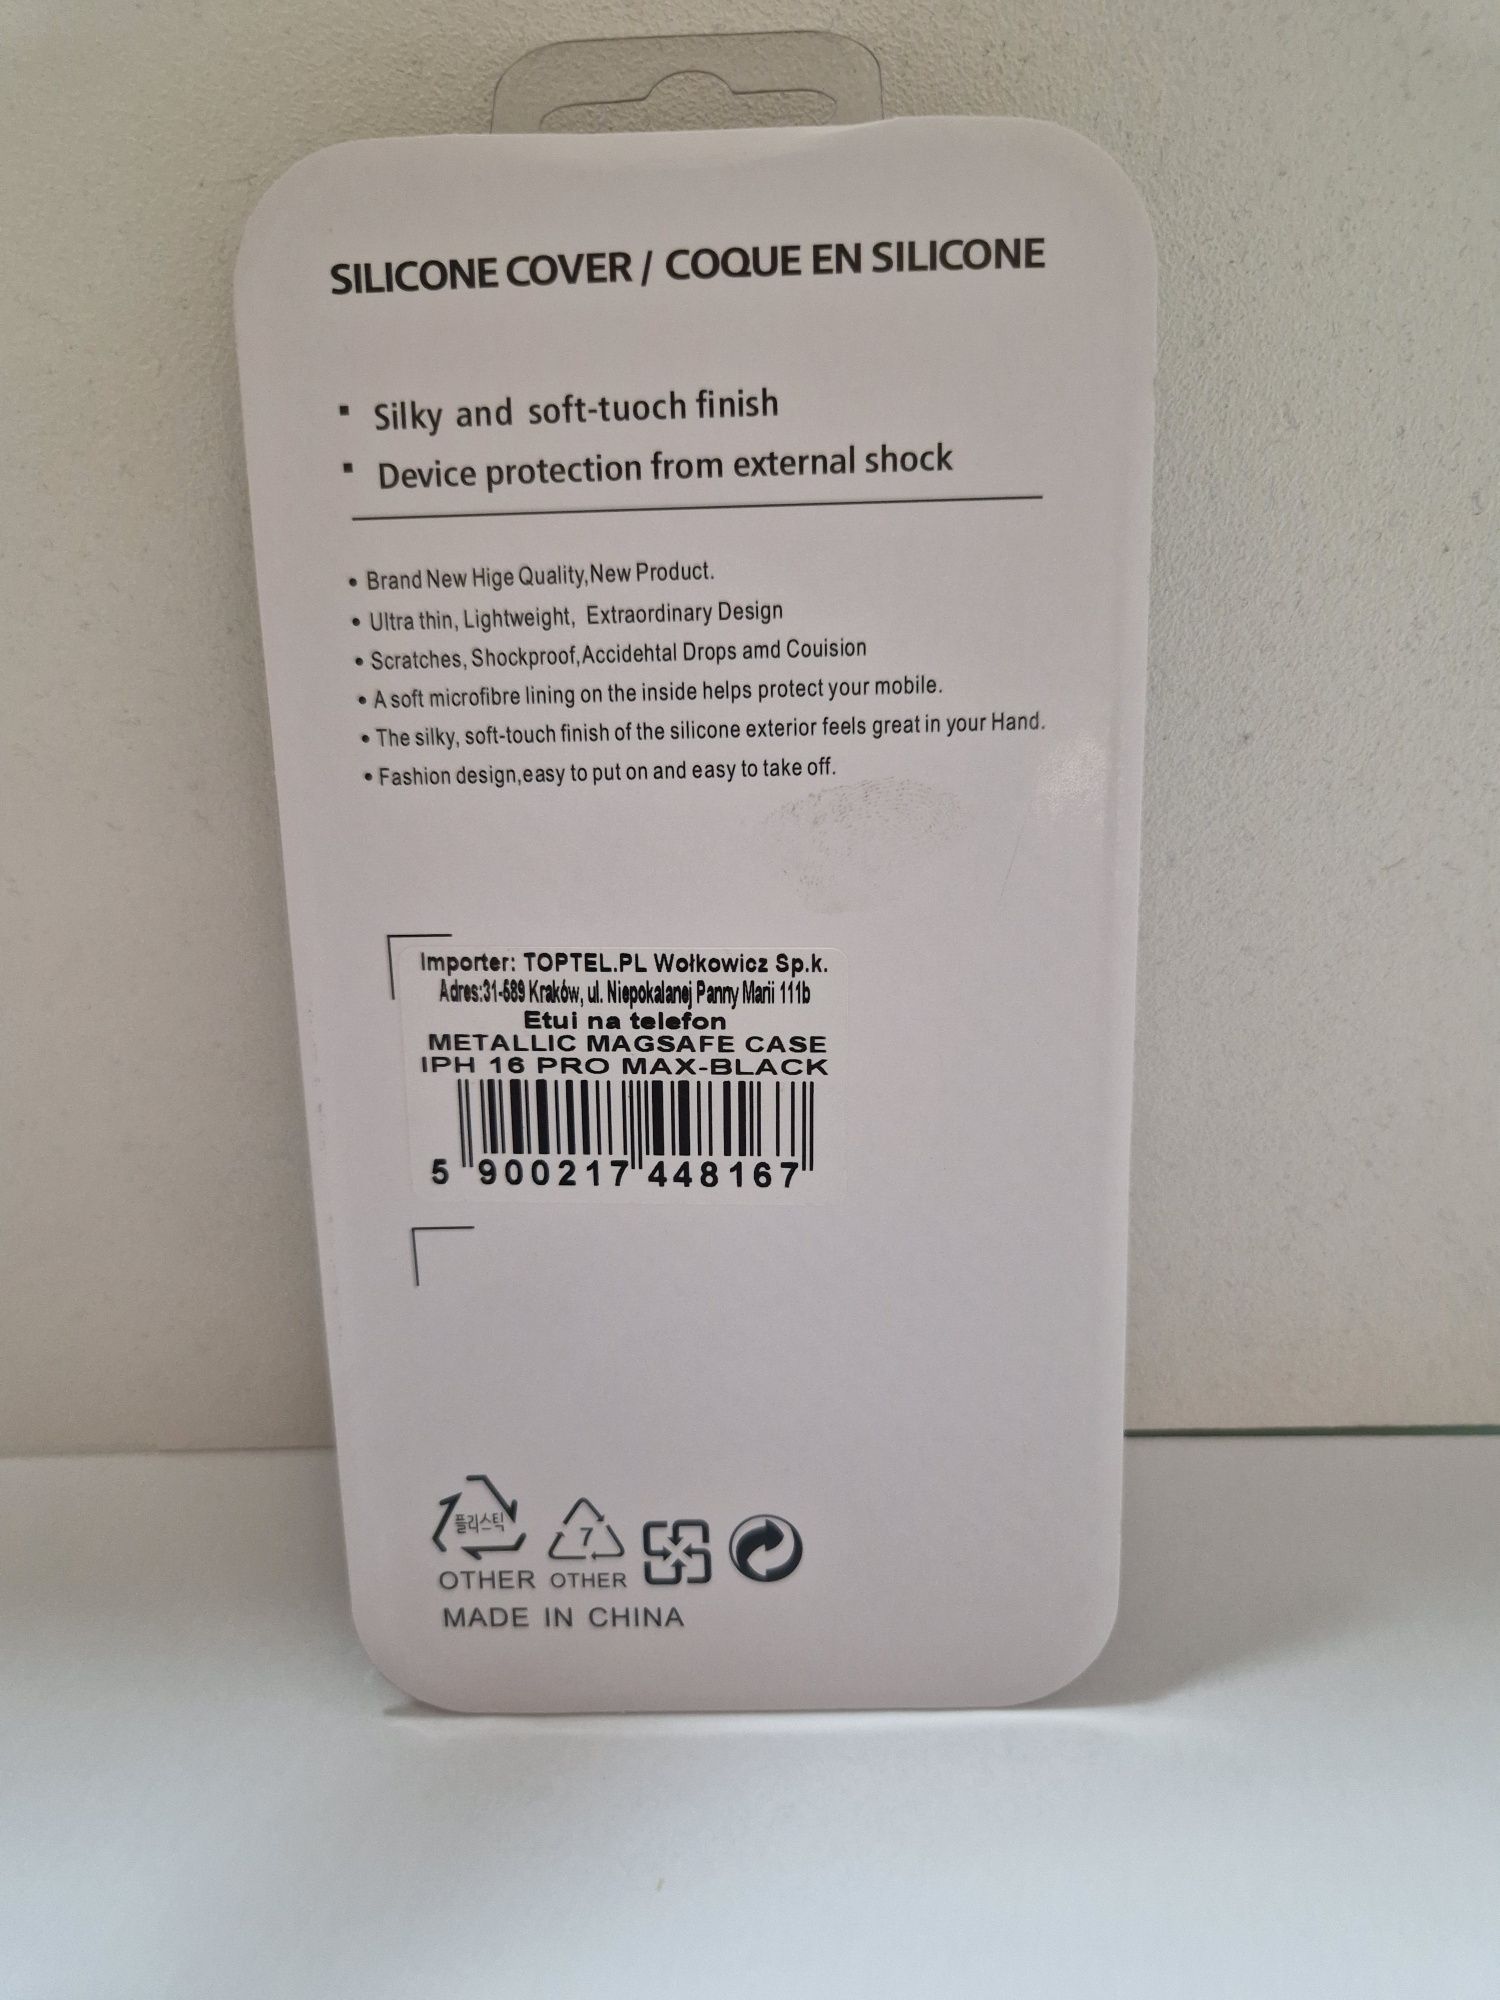 SILICONE COVER / COQUE EN SILICONE
▪ Silky and soft-tuoch finish
▪ Device protection from external shock
• Brand New Hige Quality,New Product.
• Ultra thin, Lightweight, Extraordinary Design
• Scratches, Shockproof,Accidehtal Drops amd Couision
• A soft microfibre lining on the inside helps protect your mobile.
• The silky, soft-touch finish of the silicone exterior feels great in your Hand.
• Fashion design,easy to put on and easy to take off.
Importer: TOPTEL.PL Wołkowicz Sp.k.
Adres:31-589 Kraków, ul. Niepokalanej Panny Marii 111b
Etui na telefon
METALLIC MAGSAFE CASE
IPH 16 PRO MAX-BLACK
5 900217 448167
플리스틱 7
OTHER OTHER
MADE IN CHINA